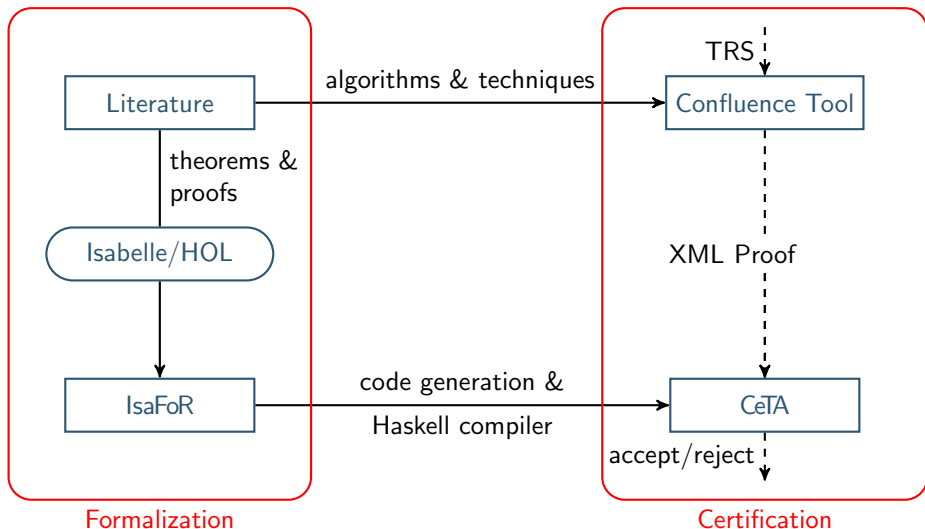 TRS
Literature
algorithms & techniques
Confluence Tool
theorems &
proofs
Isabelle/HOL
XML Proof
IsaFoR
code generation &
Haskell compiler
CeTA
accept/reject
Formalization
Certification